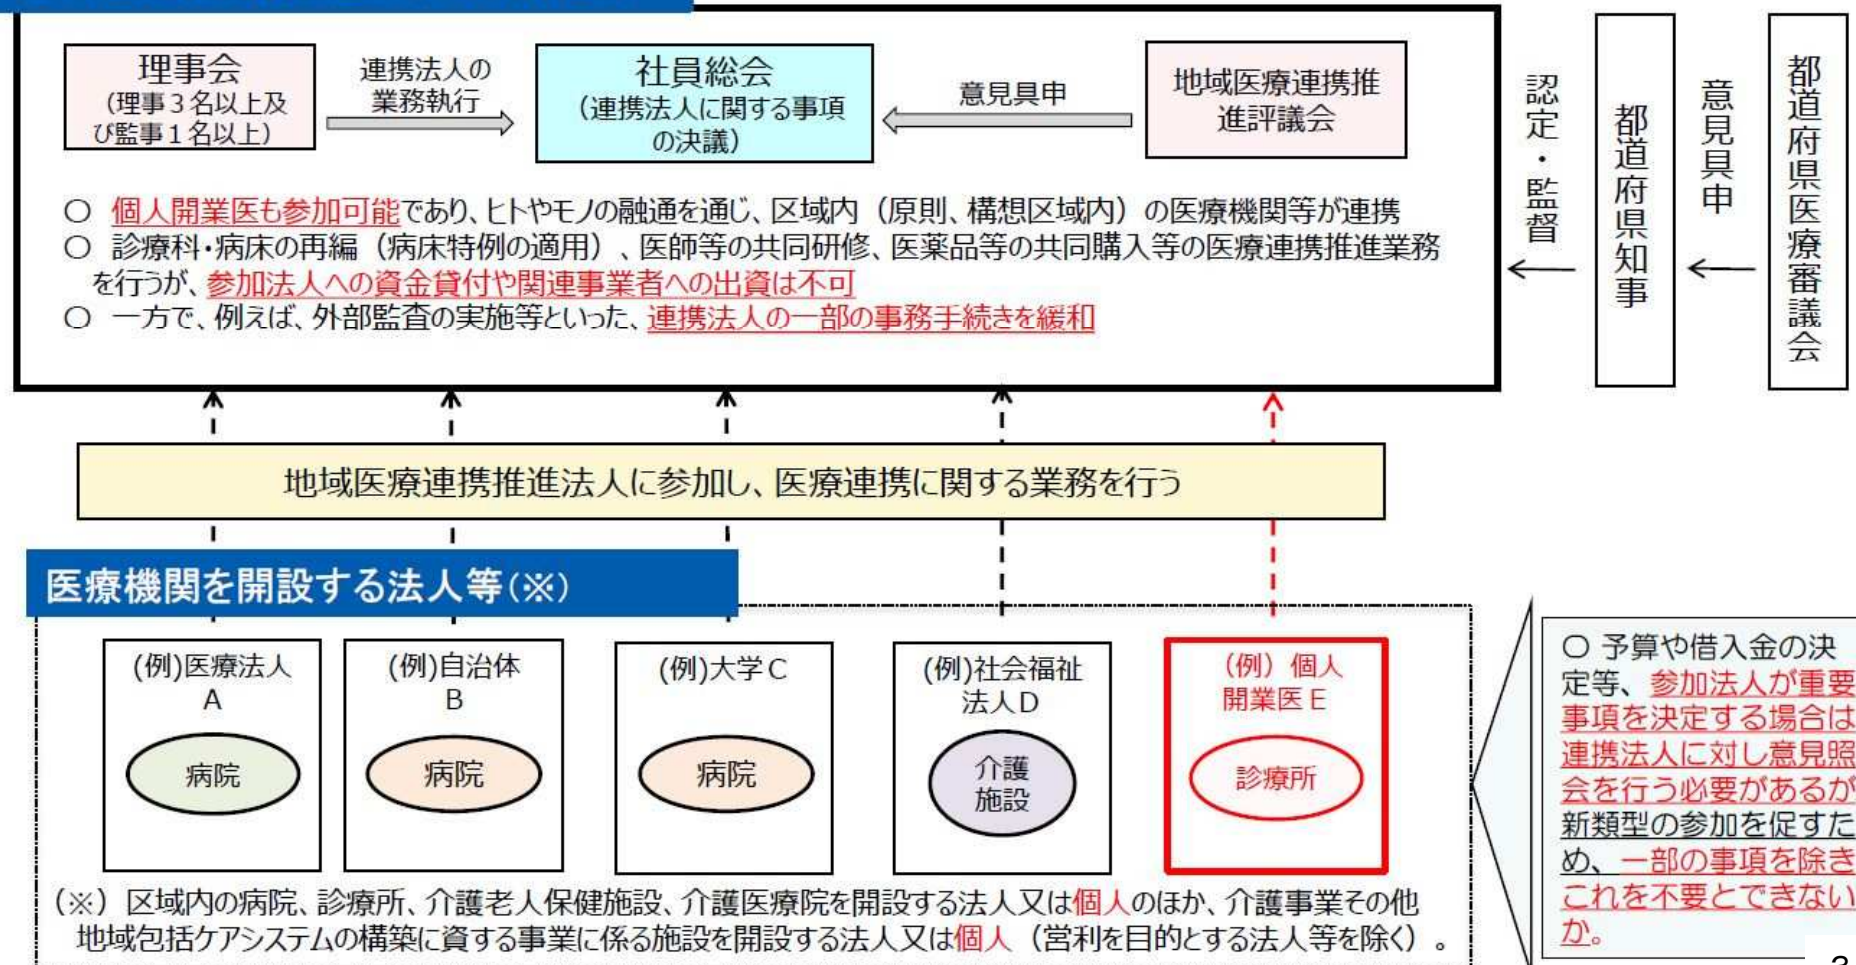 理事会
（理事３名以上及
び監事１名以上）
連携法人の
業務執行
社員総会
（連携法人に関する事項
の決議）
意見具申
地域医療連携推
進評議会
認定・監督
都道府県知事
意見具申
都道府県医療審議会
○ 個人開業医も参加可能であり、ヒトやモノの融通を通じ、区域内（原則、構想区域内）の医療機関等が連携
○ 診療科・病床の再編（病床特例の適用）、医師等の共同研修、医薬品等の共同購入等の医療連携推進業務
を行うが、参加法人への資金貸付や関連事業者への出資は不可
○ 一方で、例えば、外部監査の実施等といった、連携法人の一部の事務手続きを緩和
地域医療連携推進法人に参加し、医療連携に関する業務を行う
医療機関を開設する法人等（※）
(例)医療法人
A
病院
(例)自治体
B
病院
(例)大学C
病院
(例)社会福祉
法人D
介護
施設
（例）個人
開業医E
診療所
○ 予算や借入金の決
定等、参加法人が重要
事項を決定する場合は
連携法人に対し意見照
会を行う必要があるが
新類型の参加を促すた
め、一部の事項を除き
これを不要とできない
か。
（※）区域内の病院、診療所、介護老人保健施設、介護医療院を開設する法人又は個人のほか、介護事業その他
地域包括ケアシステムの構築に資する事業に係る施設を開設する法人又は個人（営利を目的とする法人等を除く）。